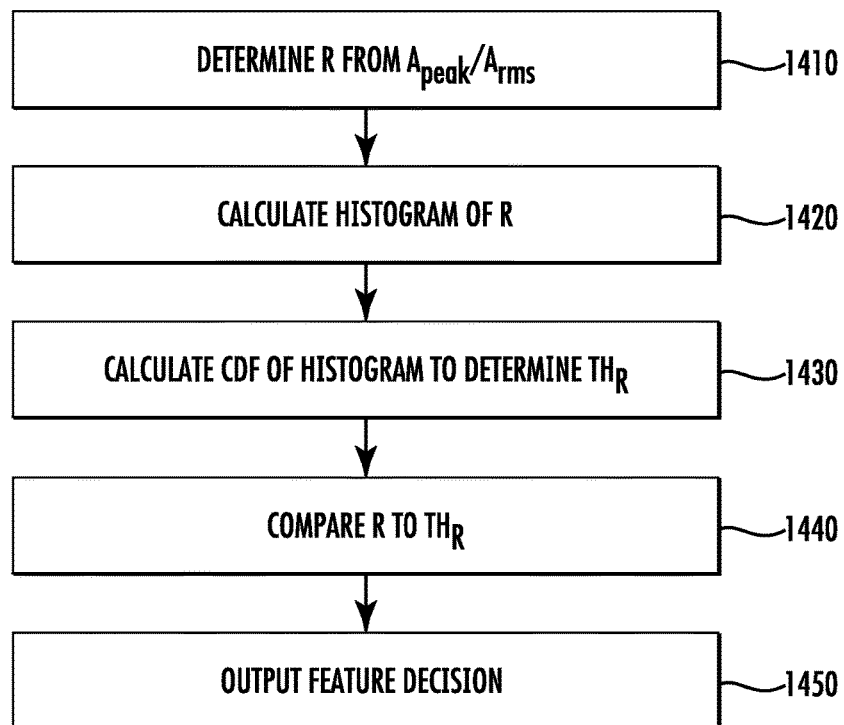 DETERMINE R FROM Apeak/Arms
1410
CALCULATE HISTOGRAM OF R
1420
CALCULATE CDF OF HISTOGRAM TO DETERMINE THR
1430
COMPARE R TO THR
1440
OUTPUT FEATURE DECISION
1450